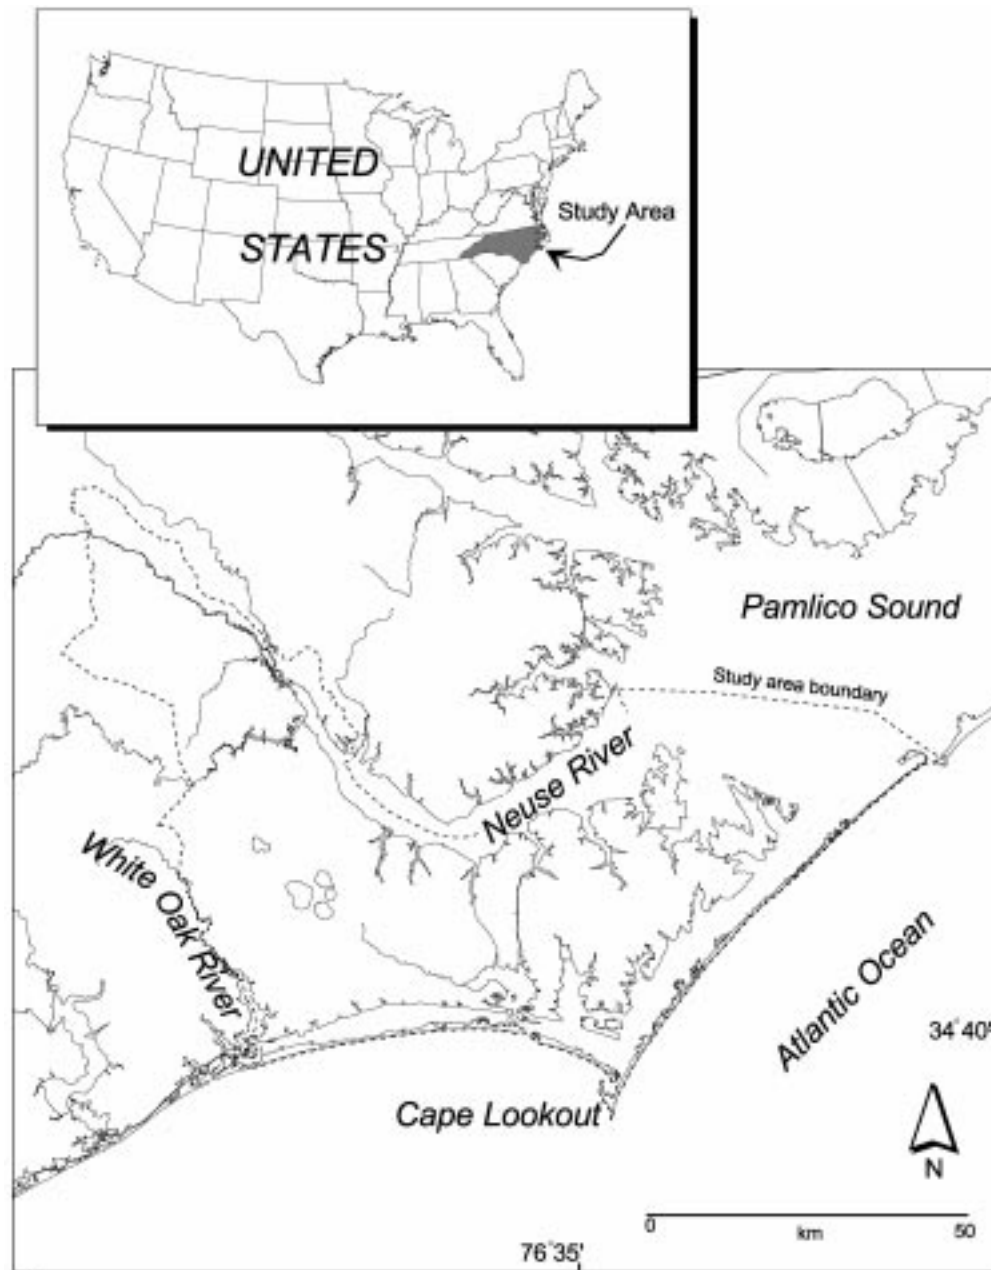 UNITED
STATES
Study Area
Pamlico Sound
Study area boundary
Neuse River
White Oak River
Atlantic Ocean
34°40'
Cape Lookout
N
0 50
km
76°35'